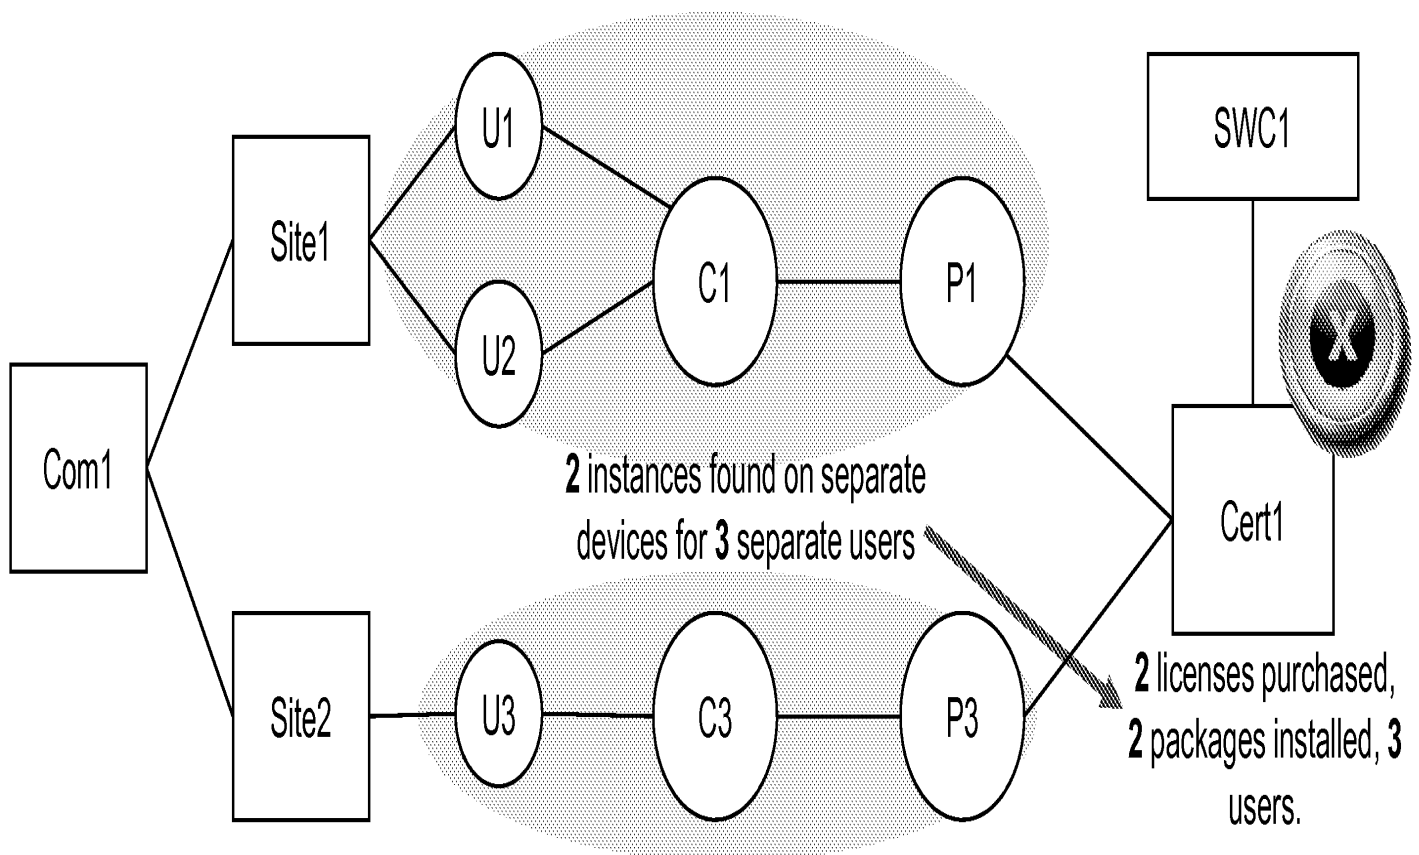 U1
SWC1
Site1
C1
P1
X
U2
Com1
2 instances found on separate
devices for 3 separate users
Cert1
Site2
U3
C3
P3
2 licenses purchased,
2 packages installed, 3
users.